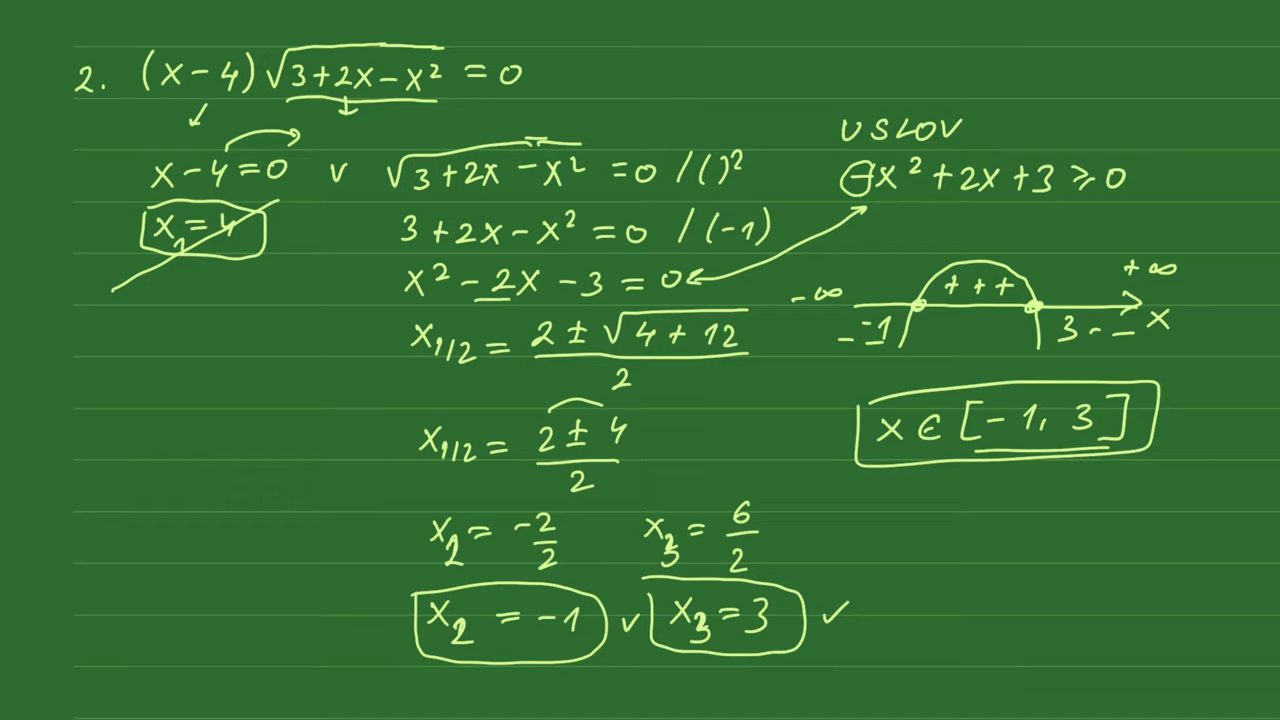 2. (x-4)√(3+2x-x²) = 0
x-4=0 v √(3+2x-x²) = 0 /()²
x₁=4
3+2x-x² = 0 /(-1)
x²-2x-3 = 0
x₁/₂ = (2 ± √(4+12))/2
x₁/₂ = (2 ± 4)/2
x₂ = -2/2 x₃ = 6/2
x₂ = -1 ✓ x₃ = 3 ✓
USLOV
-x²+2x+3 ≥ 0
-∞ + + + +∞
- -1 3 - - x
x ∈ [-1, 3]